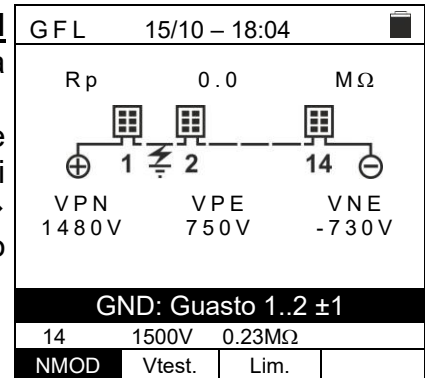 GFL 15/10 – 18:04
Rp 0.0 MΩ
1 2 14
VPN VPE VNE
1480V 750V -730V
GND: Guasto 1..2 ±1
14 1500V 0.23MΩ
NMOD Vtest. Lim.